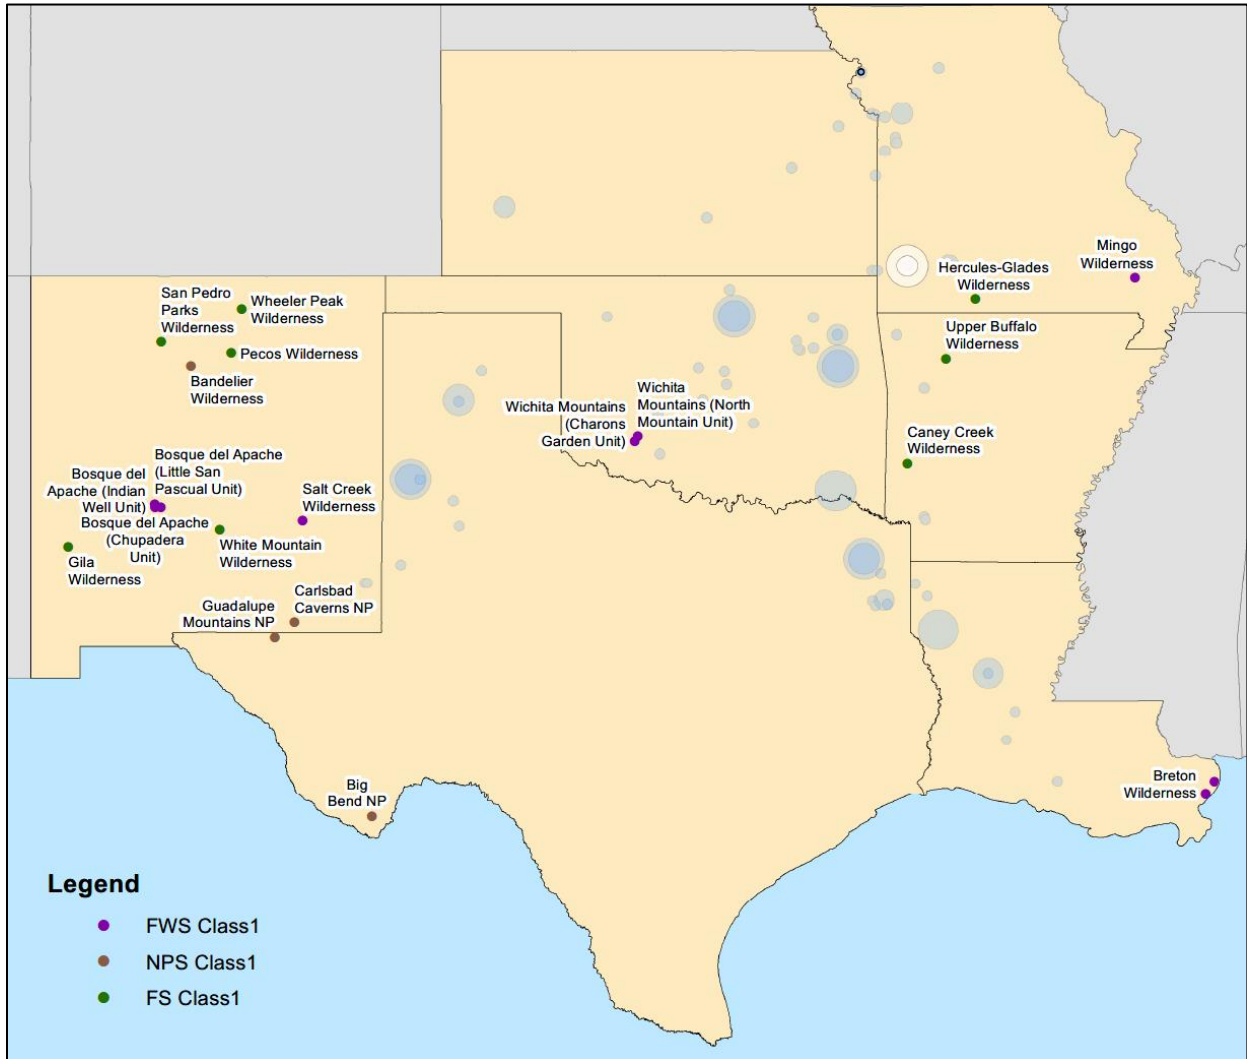 Mingo
Wilderness
Hercules-Glades
Wilderness
San Pedro
Parks
Wilderness
Wheeler Peak
Wilderness
Upper Buffalo
Wilderness
Pecos Wilderness
Bandelier
Wilderness
Wichita Mountains
(Charons
Garden Unit)
Wichita
Mountains (North
Mountain Unit)
Caney Creek
Wilderness
Bosque del
Apache (Indian
Well Unit)
Bosque del Apache
(Little San
Pascual Unit)
Salt Creek
Wilderness
Bosque del Apache
(Chupadera
Unit)
White Mountain
Wilderness
Gila
Wilderness
Guadalupe
Mountains NP
Carlsbad
Caverns NP
Big
Bend NP
Breton
Wilderness
Legend
FWS Class1
NPS Class1
FS Class1